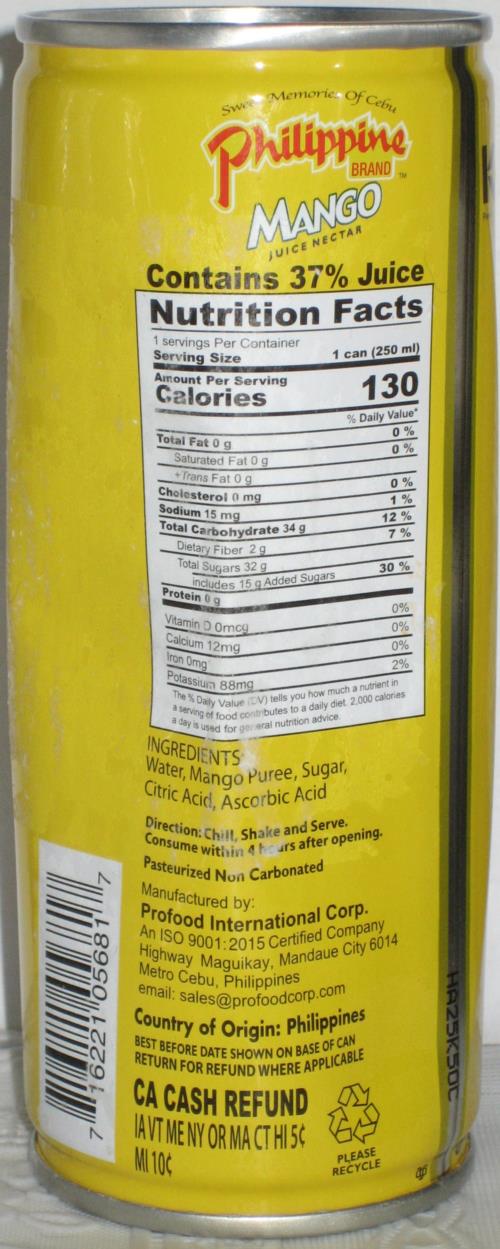 Sweet Memories Of Cebu
Philippine
BRAND ™
MANGO
JUICE NECTAR
Contains 37% Juice
Nutrition Facts
1 servings Per Container
Serving Size 1 can (250 ml)
Amount Per Serving
Calories 130
% Daily Value*
Total Fat 0 g 0 %
Saturated Fat 0 g 0 %
+Trans Fat 0 g
Cholesterol 0 mg 0 %
Sodium 15 mg 1 %
Total Carbohydrate 34 g 12 %
Dietary Fiber 2 g 7 %
Total Sugars 32 g
includes 15 g Added Sugars 30 %
Protein 0 g
Vitamin D 0mcg 0%
Calcium 12mg 0%
Iron 0mg 0%
Potassium 88mg 2%
The % Daily Value (DV) tells you how much a nutrient in
a serving of food contributes to a daily diet. 2,000 calories
a day is used for general nutrition advice.
INGREDIENTS
Water, Mango Puree, Sugar,
Citric Acid, Ascorbic Acid
Direction: Chill, Shake and Serve.
Consume within 4 hours after opening.
Pasteurized Non Carbonated
Manufactured by:
Profood International Corp.
An ISO 9001:2015 Certified Company
Highway Maguikay, Mandaue City 6014
Metro Cebu, Philippines
email: sales@profoodcorp.com
Country of Origin: Philippines
BEST BEFORE DATE SHOWN ON BASE OF CAN
RETURN FOR REFUND WHERE APPLICABLE
CA CASH REFUND
IA VT ME NY OR MA CT HI 5¢
MI 10¢
PLEASE
RECYCLE
7 16221 05681 7
HA25K50C